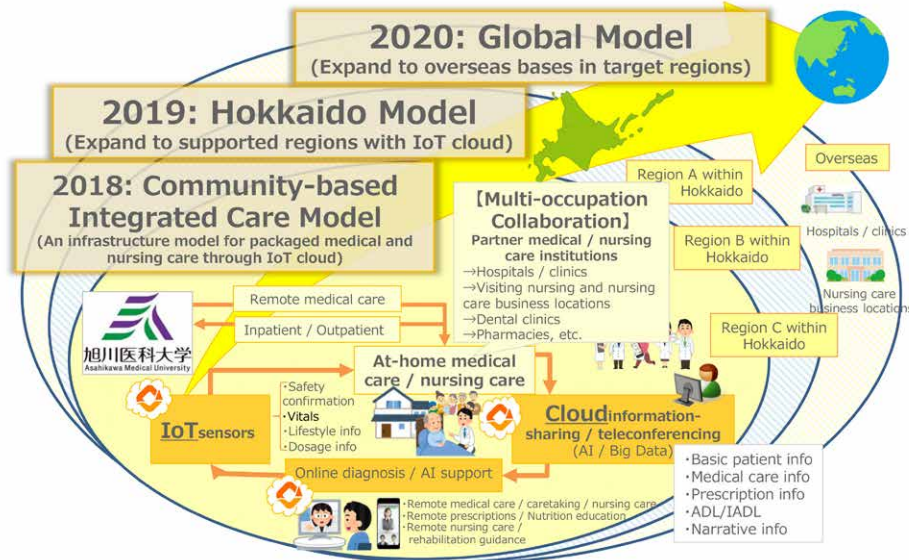 2020: Global Model
(Expand to overseas bases in target regions)
2019: Hokkaido Model
(Expand to supported regions with IoT cloud)
2018: Community-based
Integrated Care Model
(An infrastructure model for packaged medical and
nursing care through IoT cloud)
【Multi-occupation
Collaboration】
Partner medical / nursing
care institutions
→Hospitals / clinics
→Visiting nursing and nursing
care business locations
→Dental clinics
→Pharmacies, etc.
Region A within
Hokkaido
Region B within
Hokkaido
Region C within
Hokkaido
Overseas
Hospitals / clinics
Nursing care
business locations
旭川医科大学
Asahikawa Medical University
Remote medical care
Inpatient / Outpatient
At-home medical
care / nursing care
IoT sensors
・Safety
confirmation
・Vitals
・Lifestyle info
・Dosage info
Cloud information-
sharing / teleconferencing
(AI / Big Data)
Online diagnosis / AI support
・Remote medical care / caretaking / nursing care
・Remote prescriptions / Nutrition education
・Remote nursing care /
rehabilitation guidance
・Basic patient info
・Medical care info
・Prescription info
・ADL/IADL
・Narrative info